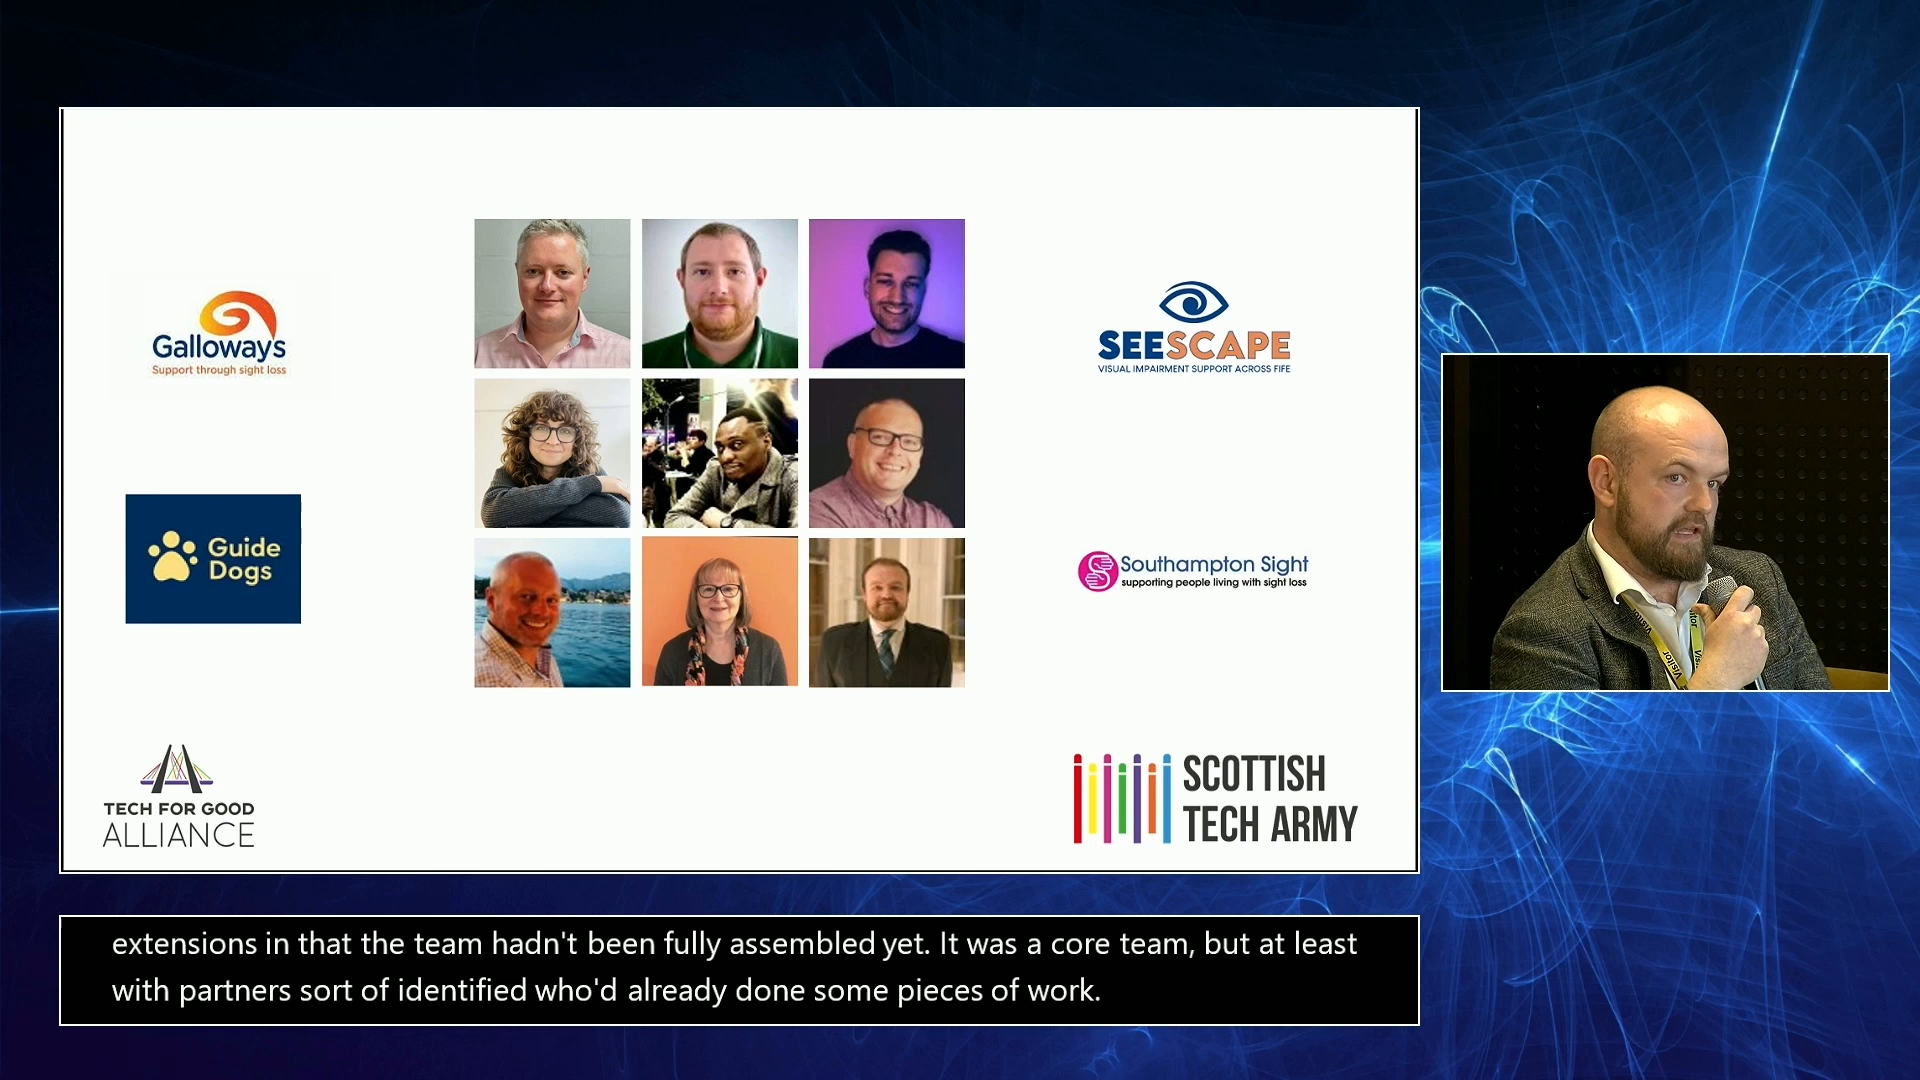 Galloways
Support through sight loss
Guide
Dogs
TECH FOR GOOD
ALLIANCE
SEESCAPE
VISUAL IMPAIRMENT SUPPORT ACROSS FIFE
Southampton Sight
supporting people living with sight loss
SCOTTISH
TECH ARMY
Visitor
Visitor
extensions in that the team hadn't been fully assembled yet. It was a core team, but at least
with partners sort of identified who'd already done some pieces of work.